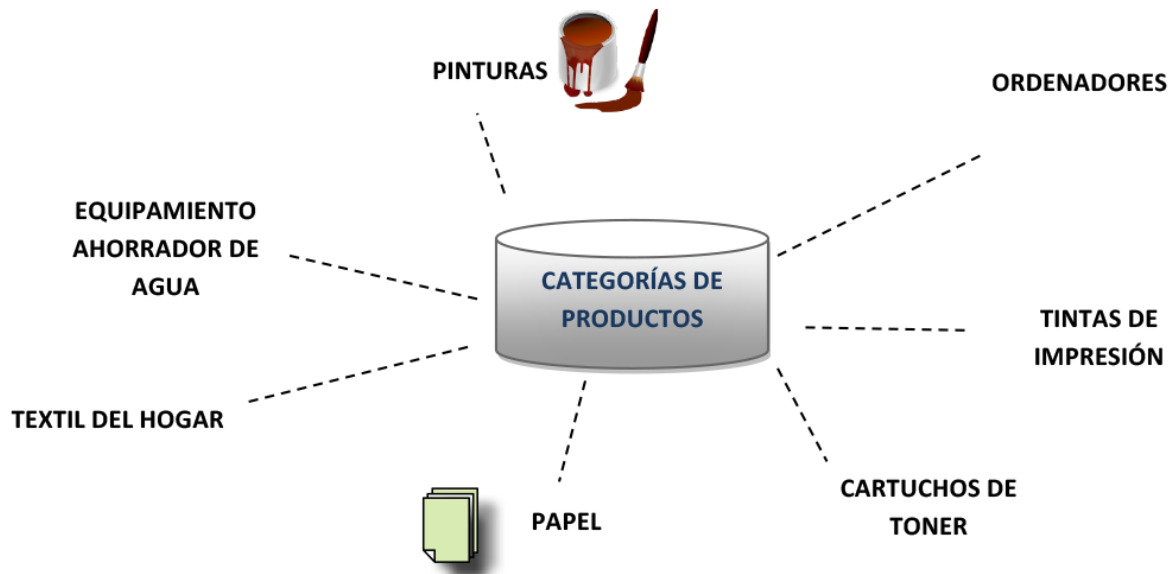 PINTURAS
ORDENADORES
EQUIPAMIENTO
AHORRADOR DE
AGUA
CATEGORÍAS DE
PRODUCTOS
TINTAS DE
IMPRESIÓN
TEXTIL DEL HOGAR
CARTUCHOS DE
TONER
PAPEL